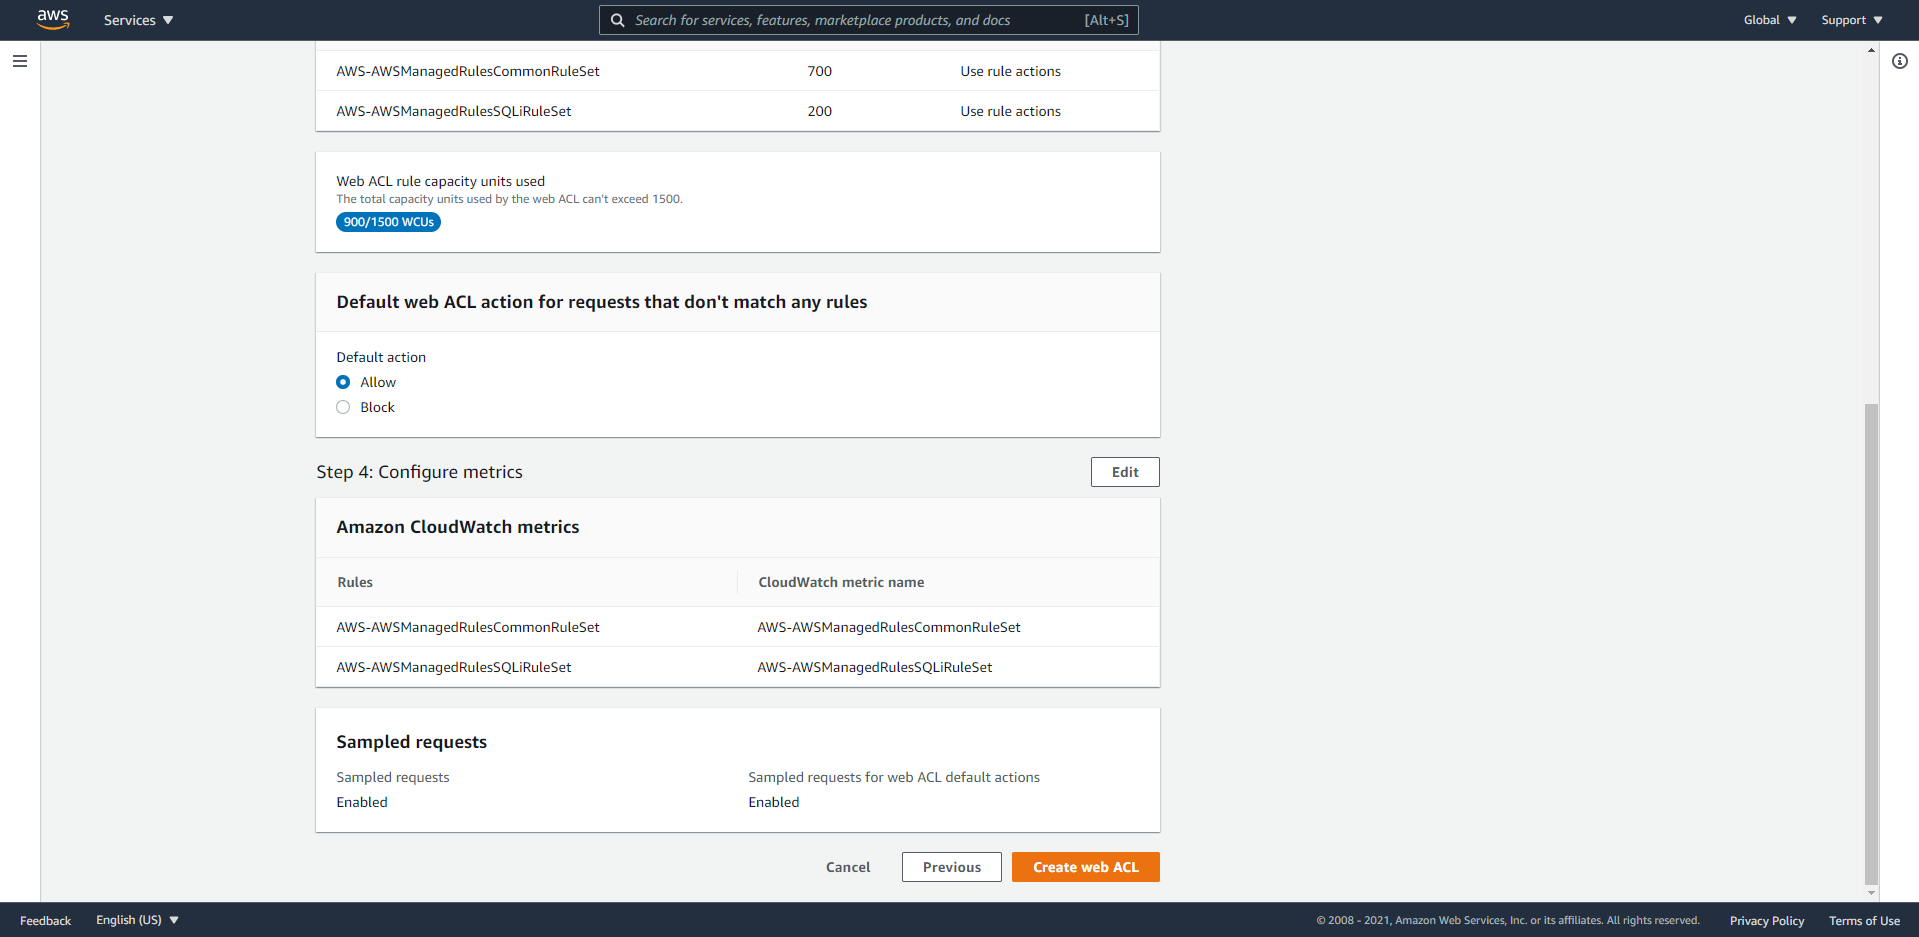 aws Services Search for services, features, marketplace products, and docs [Alt+S] Global Support
AWS-AWSManagedRulesCommonRuleSet 700 Use rule actions
AWS-AWSManagedRulesSQLiRuleSet 200 Use rule actions
Web ACL rule capacity units used
The total capacity units used by the web ACL can't exceed 1500.
900/1500 WCUs
Default web ACL action for requests that don't match any rules
Default action
Allow
Block
Step 4: Configure metrics Edit
Amazon CloudWatch metrics
Rules CloudWatch metric name
AWS-AWSManagedRulesCommonRuleSet AWS-AWSManagedRulesCommonRuleSet
AWS-AWSManagedRulesSQLiRuleSet AWS-AWSManagedRulesSQLiRuleSet
Sampled requests
Sampled requests Sampled requests for web ACL default actions
Enabled Enabled
Cancel Previous Create web ACL
Feedback English (US) © 2008 - 2021, Amazon Web Services, Inc. or its affiliates. All rights reserved. Privacy Policy Terms of Use